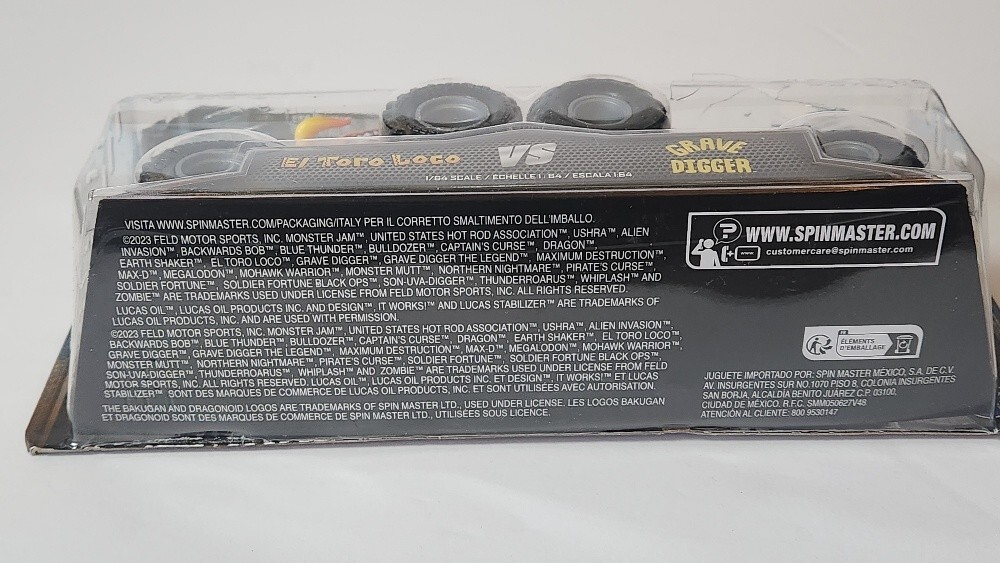 El Toro Loco VS GRAVE DIGGER
1/64 SCALE / ÉCHELLE 1:64 / ESCALA 1:64
VISITA WWW.SPINMASTER.COM/PACKAGING/ITALY PER IL CORRETTO SMALTIMENTO DELL'IMBALLO.
©2023 FELD MOTOR SPORTS, INC. MONSTER JAM™, UNITED STATES HOT ROD ASSOCIATION™, USHRA™, ALIEN
INVASION™, BACKWARDS BOB™, BLUE THUNDER™, BULLDOZER™, CAPTAIN'S CURSE™, DRAGON™,
EARTH SHAKER™, EL TORO LOCO™, GRAVE DIGGER™, GRAVE DIGGER THE LEGEND™, MAXIMUM DESTRUCTION™,
MAX-D™, MEGALODON™, MOHAWK WARRIOR™, MONSTER MUTT™, NORTHERN NIGHTMARE™, PIRATE'S CURSE™,
SOLDIER FORTUNE™, SOLDIER FORTUNE BLACK OPS™, SON-UVA-DIGGER™, THUNDERROARUS™, WHIPLASH™ AND
ZOMBIE™ ARE TRADEMARKS USED UNDER LICENSE FROM FELD MOTOR SPORTS, INC. ALL RIGHTS RESERVED.
LUCAS OIL™, LUCAS OIL PRODUCTS INC. AND DESIGN™, IT WORKS!™ AND LUCAS STABILIZER™ ARE TRADEMARKS OF
LUCAS OIL PRODUCTS, INC. AND ARE USED WITH PERMISSION.
©2023 FELD MOTOR SPORTS, INC. MONSTER JAM™, UNITED STATES HOT ROD ASSOCIATION™, USHRA™, ALIEN INVASION™,
BACKWARDS BOB™, BLUE THUNDER™, BULLDOZER™, CAPTAIN'S CURSE™, DRAGON™, EARTH SHAKER™, EL TORO LOCO™,
GRAVE DIGGER™, GRAVE DIGGER THE LEGEND™, MAXIMUM DESTRUCTION™, MAX-D™, MEGALODON™, MOHAWK WARRIOR™,
MONSTER MUTT™, NORTHERN NIGHTMARE™, PIRATE'S CURSE™, SOLDIER FORTUNE™, SOLDIER FORTUNE BLACK OPS™,
SON-UVA-DIGGER™, THUNDERROARUS™, WHIPLASH™ AND ZOMBIE™ ARE TRADEMARKS USED UNDER LICENSE FROM FELD
MOTOR SPORTS, INC. ALL RIGHTS RESERVED. LUCAS OIL™, LUCAS OIL PRODUCTS INC. ET DESIGN™, IT WORKS!™ ET LUCAS
STABILIZER™ SONT DES MARQUES DE COMMERCE DE LUCAS OIL PRODUCTS, INC. ET SONT UTILISÉES AVEC AUTORISATION.
THE BAKUGAN AND DRAGONOID LOGOS ARE TRADEMARKS OF SPIN MASTER LTD., USED UNDER LICENSE. LES LOGOS BAKUGAN
ET DRAGONOID SONT DES MARQUES DE COMMERCE DE SPIN MASTER LTD., UTILISÉES SOUS LICENCE.
WWW.SPINMASTER.COM
customercare@spinmaster.com
FR
ÉLÉMENTS
D'EMBALLAGE
JUGUETE IMPORTADO POR: SPIN MASTER MÉXICO, S.A. DE C.V.
AV. INSURGENTES SUR NO.1070 PISO 8, COLONIA INSURGENTES
SAN BORJA, ALCALDÍA BENITO JUÁREZ C.P. 03100,
CIUDAD DE MÉXICO. R.F.C. SMM050627V48.
ATENCIÓN AL CLIENTE: 800 9530147